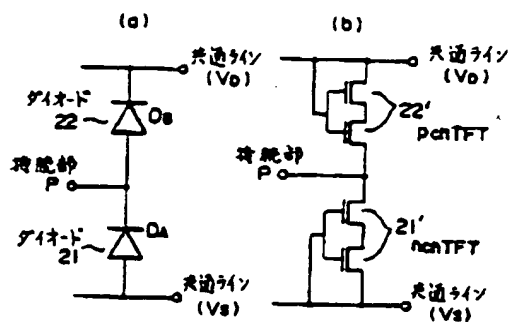 (a)
共通ライン
(VD)
ダイオード
22
DB
接続部
P
ダイオード
21
DA
共通ライン
(VS)
(b)
共通ライン
(VD)
22'
pchTFT
接続部
P
21'
nchTFT
共通ライン
(VS)